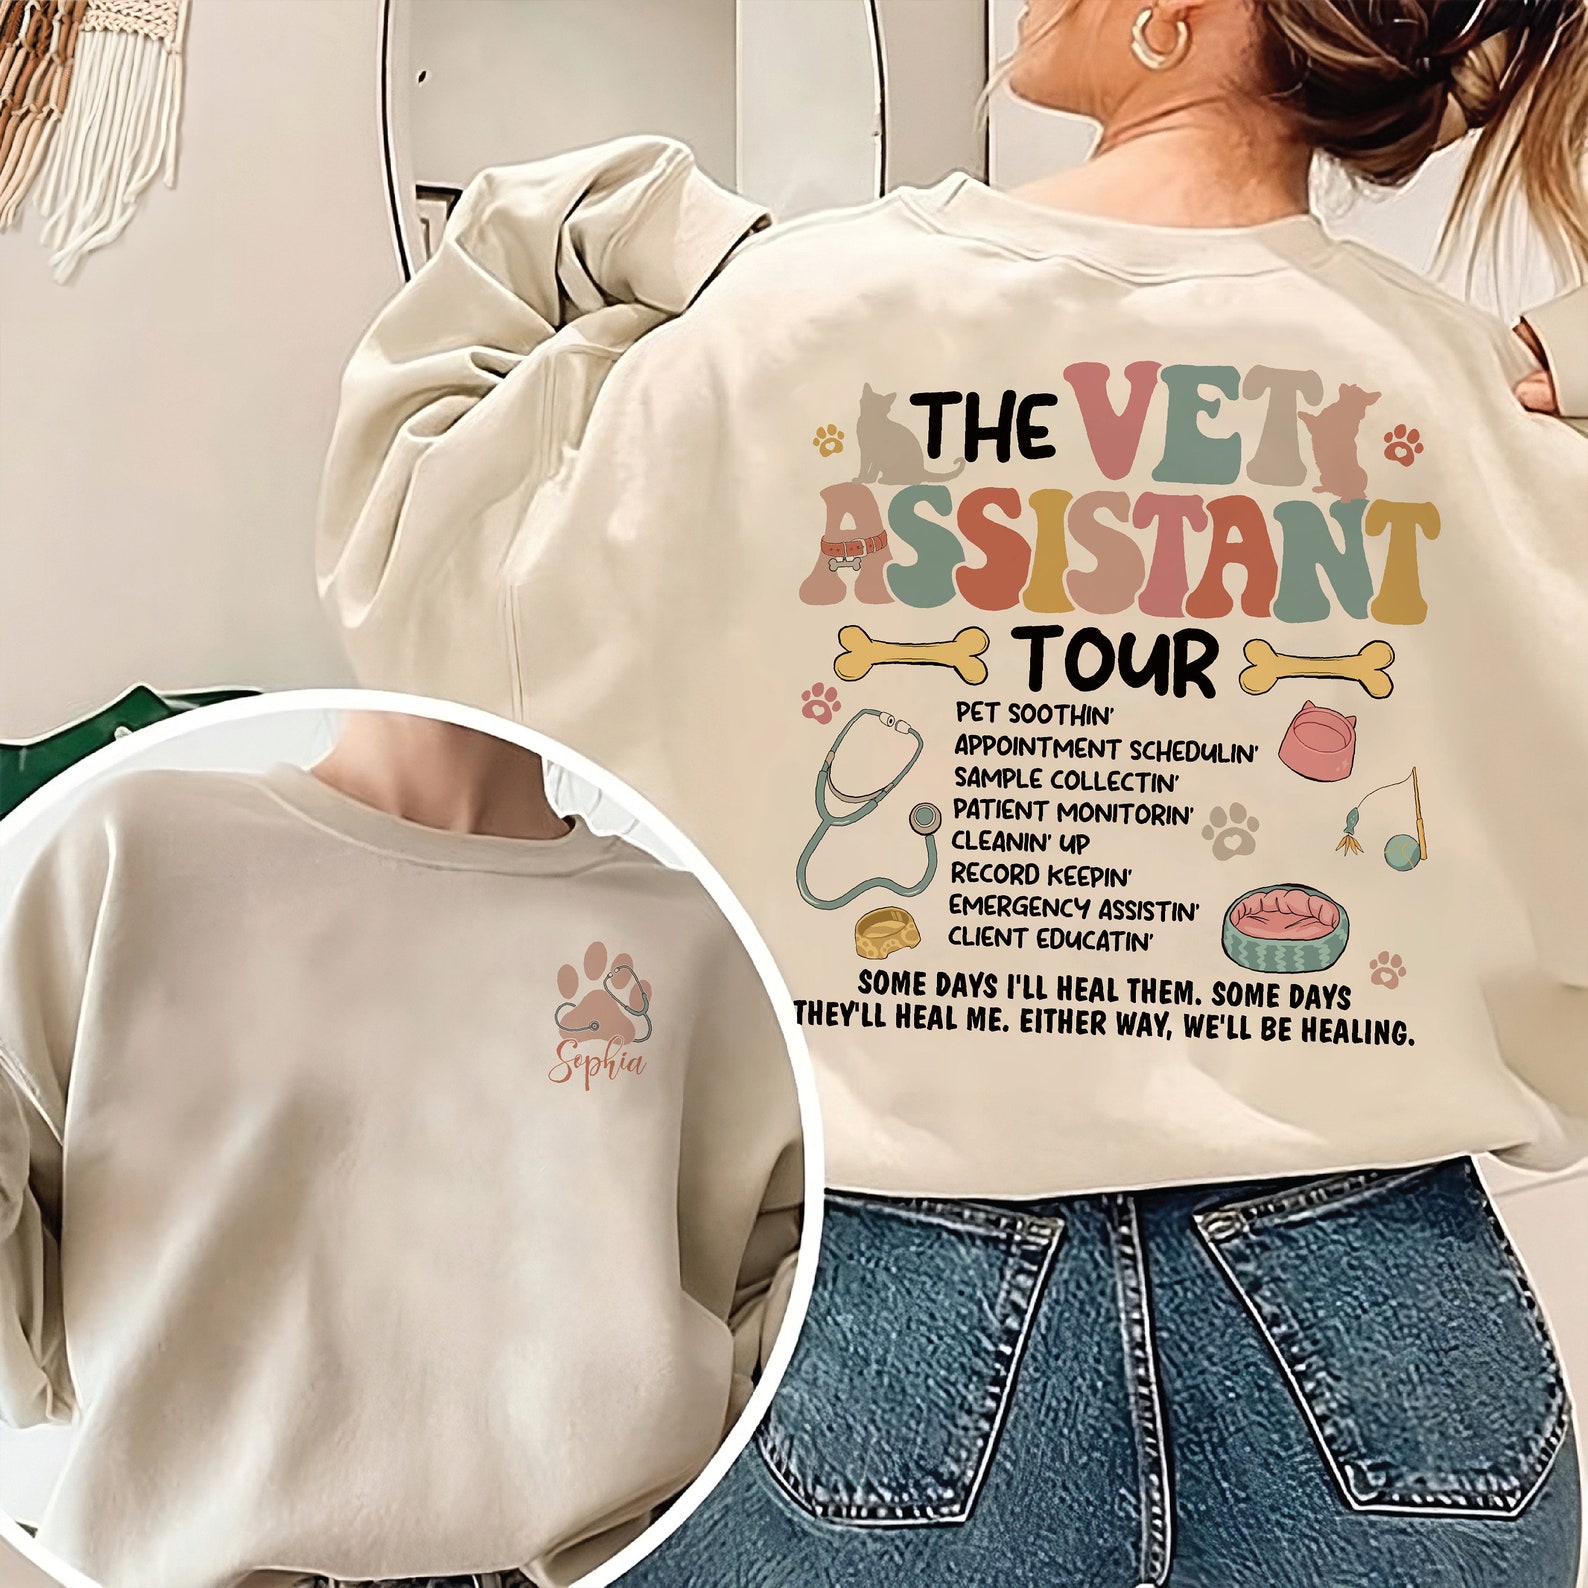 THE VET
ASSISTANT
TOUR
PET SOOTHIN'
APPOINTMENT SCHEDULIN'
SAMPLE COLLECTIN'
PATIENT MONITORIN'
CLEANIN' UP
RECORD KEEPIN'
EMERGENCY ASSISTIN'
CLIENT EDUCATIN'
SOME DAYS I'LL HEAL THEM. SOME DAYS
THEY'LL HEAL ME. EITHER WAY, WE'LL BE HEALING.
Sophia